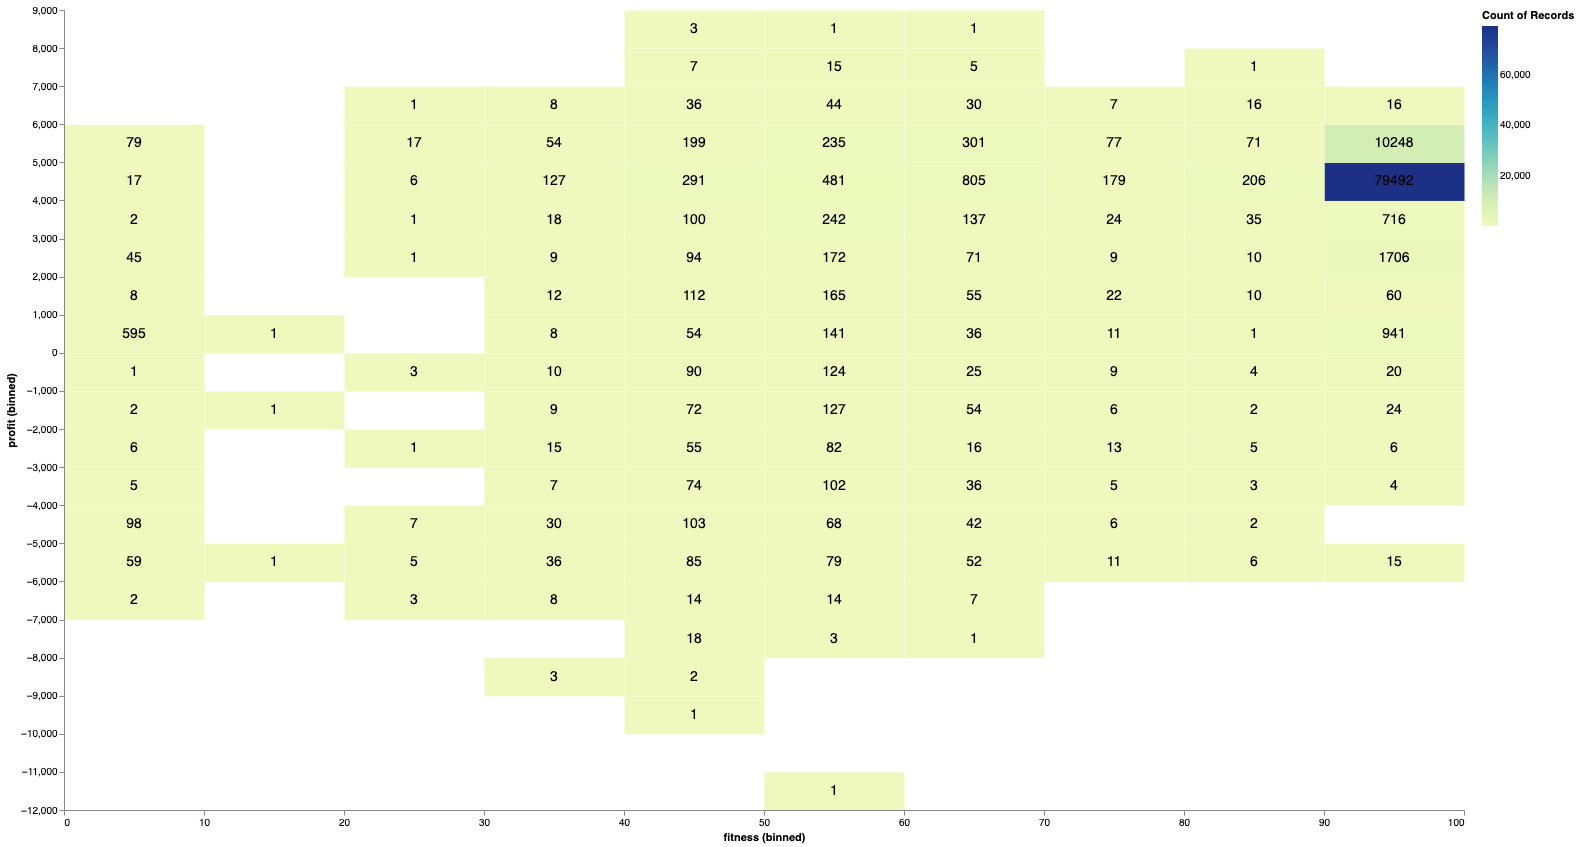 Count of Records
60,000
40,000
20,000
9,000 3 1 1
8,000 7 15 5 1
7,000 1 8 36 44 30 7 16 16
6,000 79 17 54 199 235 301 77 71 10248
5,000 17 6 127 291 481 805 179 206 79492
4,000 2 1 18 100 242 137 24 35 716
3,000 45 1 9 94 172 71 9 10 1706
2,000 8 12 112 165 55 22 10 60
1,000 595 1 8 54 141 36 11 1 941
0 1 3 10 90 124 25 9 4 20
−1,000 2 1 9 72 127 54 6 2 24
−2,000 6 1 15 55 82 16 13 5 6
−3,000 5 7 74 102 36 5 3 4
−4,000 98 7 30 103 68 42 6 2
−5,000 59 1 5 36 85 79 52 11 6 15
−6,000 2 3 8 14 14 7
−7,000 18 3 1
−8,000 3 2
−9,000 1
−10,000
−11,000 1
−12,000
profit (binned)
0 10 20 30 40 50 60 70 80 90 100
fitness (binned)